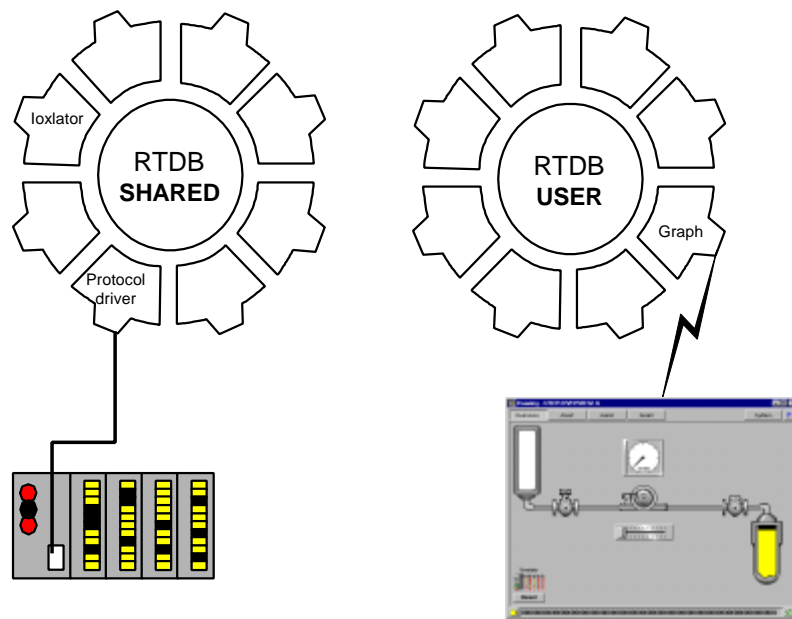 Ioxlator
RTDB
SHARED
Protocol
driver
RTDB
USER
Graph